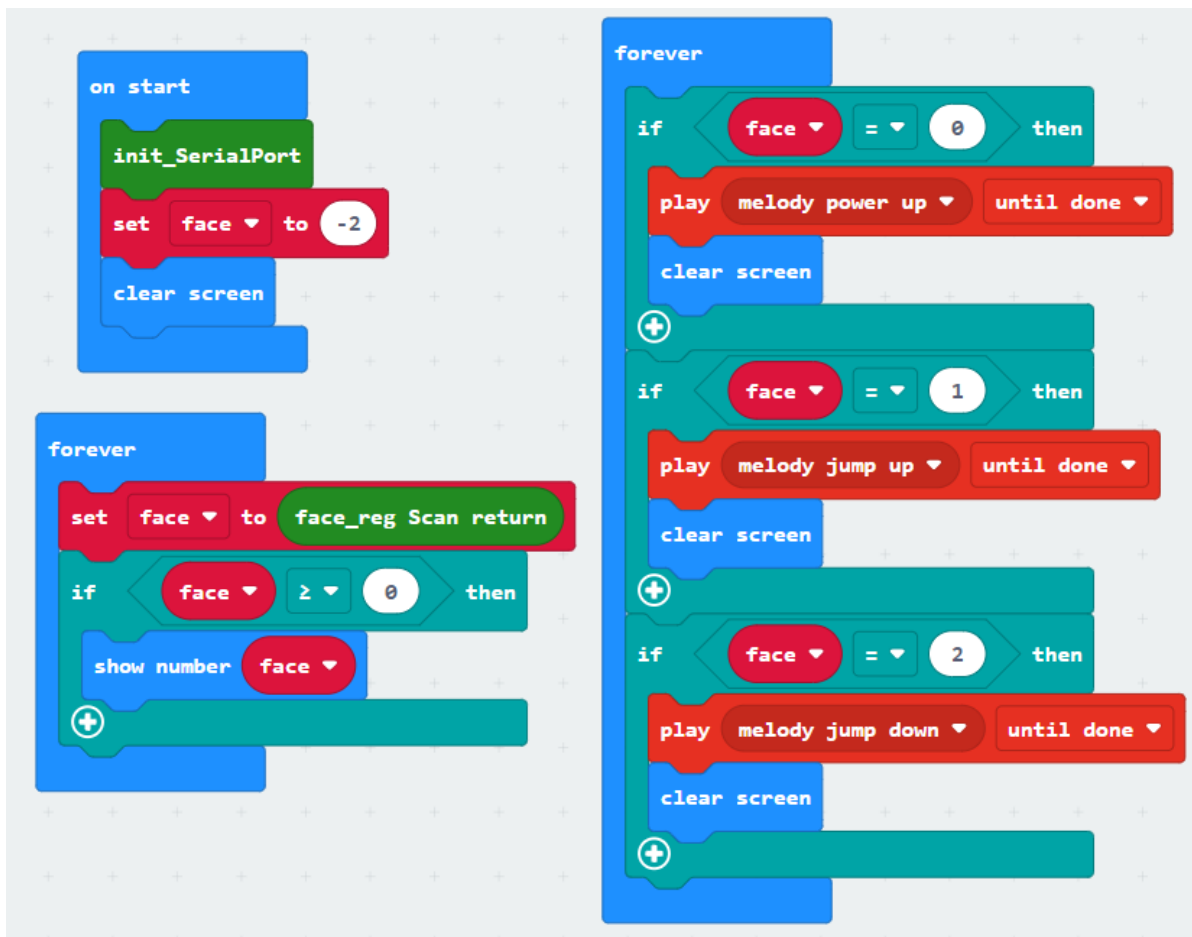 on start
init_SerialPort
set face to -2
clear screen
forever
set face to face_reg Scan return
if face ≥ 0 then
show number face
forever
if face = 0 then
play melody power up until done
clear screen
if face = 1 then
play melody jump up until done
clear screen
if face = 2 then
play melody jump down until done
clear screen